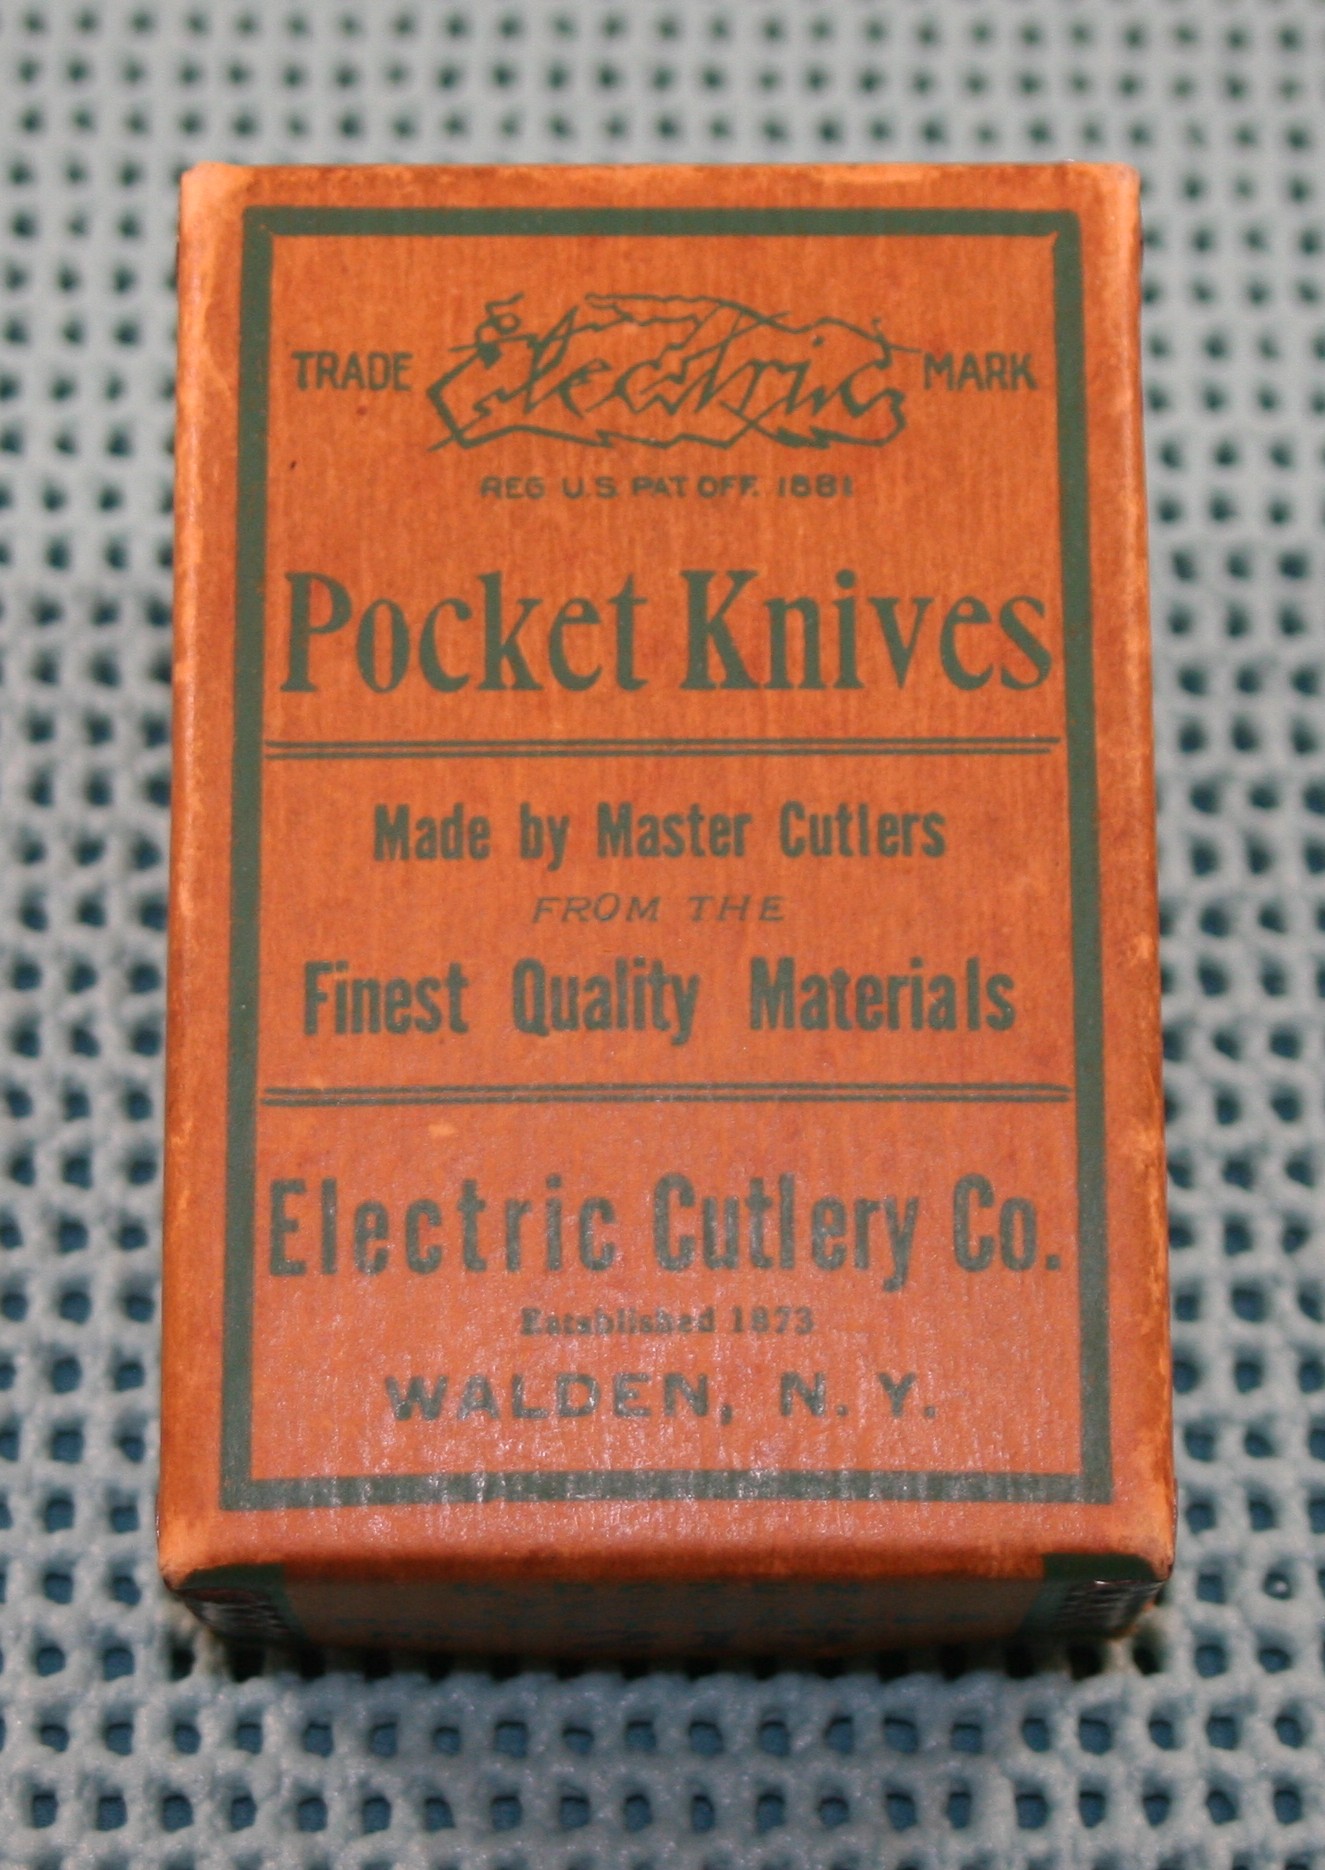 TRADE Electric MARK
REG U.S. PAT OFF. 1881
Pocket Knives
Made by Master Cutlers
FROM THE
Finest Quality Materials
Electric Cutlery Co.
Established 1873
WALDEN, N. Y.